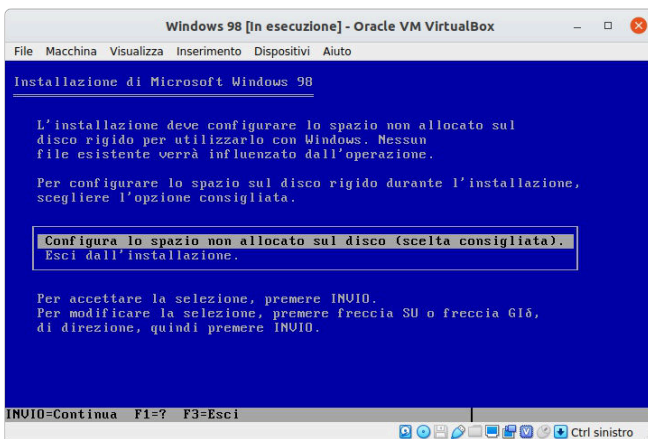 Windows 98 [In esecuzione] - Oracle VM VirtualBox
File Macchina Visualizza Inserimento Dispositivi Aiuto
Installazione di Microsoft Windows 98
L'installazione deve configurare lo spazio non allocato sul
disco rigido per utilizzarlo con Windows. Nessun
file esistente verrà influenzato dall'operazione.
Per configurare lo spazio sul disco rigido durante l'installazione,
scegliere l'opzione consigliata.
Configura lo spazio non allocato sul disco (scelta consigliata).
Esci dall'installazione.
Per accettare la selezione, premere INVIO.
Per modificare la selezione, premere freccia SU o freccia GIδ,
di direzione, quindi premere INVIO.
INVIO=Continua F1=? F3=Esci
Ctrl sinistro